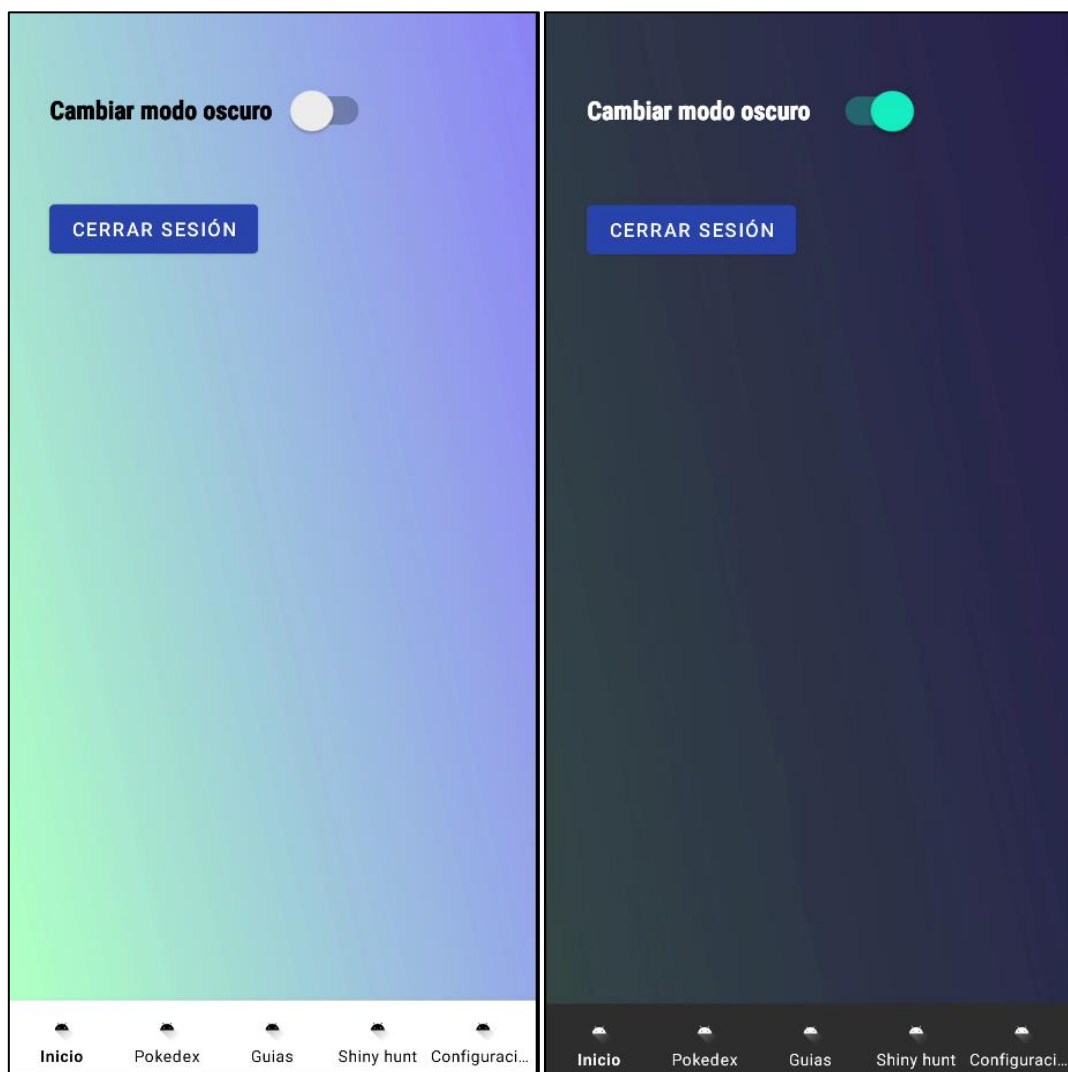 Cambiar modo oscuro
CERRAR SESIÓN
Inicio Pokedex Guias Shiny hunt Configuraci...
Cambiar modo oscuro
CERRAR SESIÓN
Inicio Pokedex Guias Shiny hunt Configuraci...